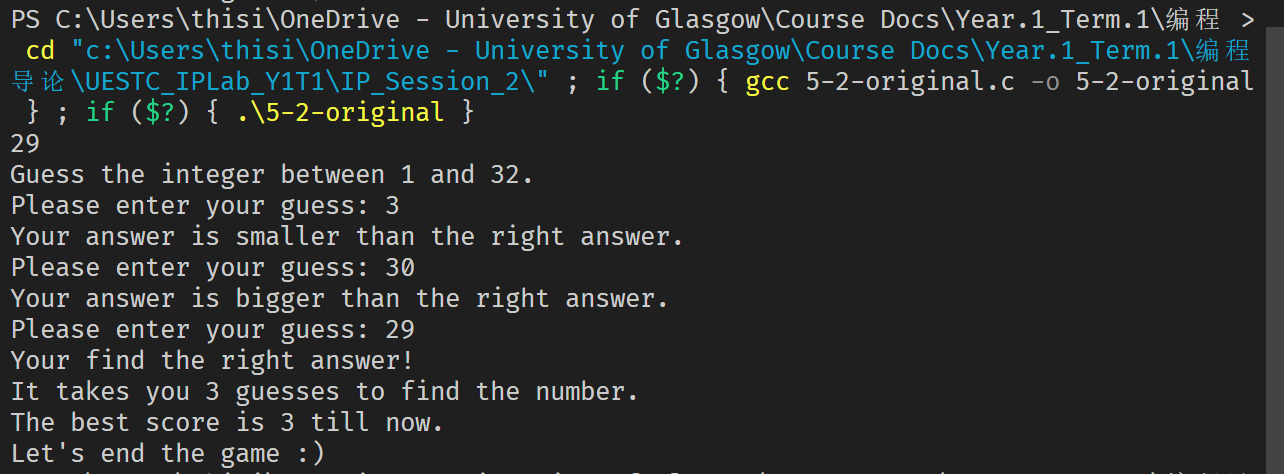 PS C:\Users\thisi\OneDrive - University of Glasgow\Course Docs\Year.1_Term.1\编程 >
cd "c:\Users\thisi\OneDrive - University of Glasgow\Course Docs\Year.1_Term.1\编程
导论\UESTC_IPLab_Y1T1\IP_Session_2\" ; if ($?) { gcc 5-2-original.c -o 5-2-original
} ; if ($?) { .\5-2-original }
29
Guess the integer between 1 and 32.
Please enter your guess: 3
Your answer is smaller than the right answer.
Please enter your guess: 30
Your answer is bigger than the right answer.
Please enter your guess: 29
Your find the right answer!
It takes you 3 guesses to find the number.
The best score is 3 till now.
Let's end the game :)